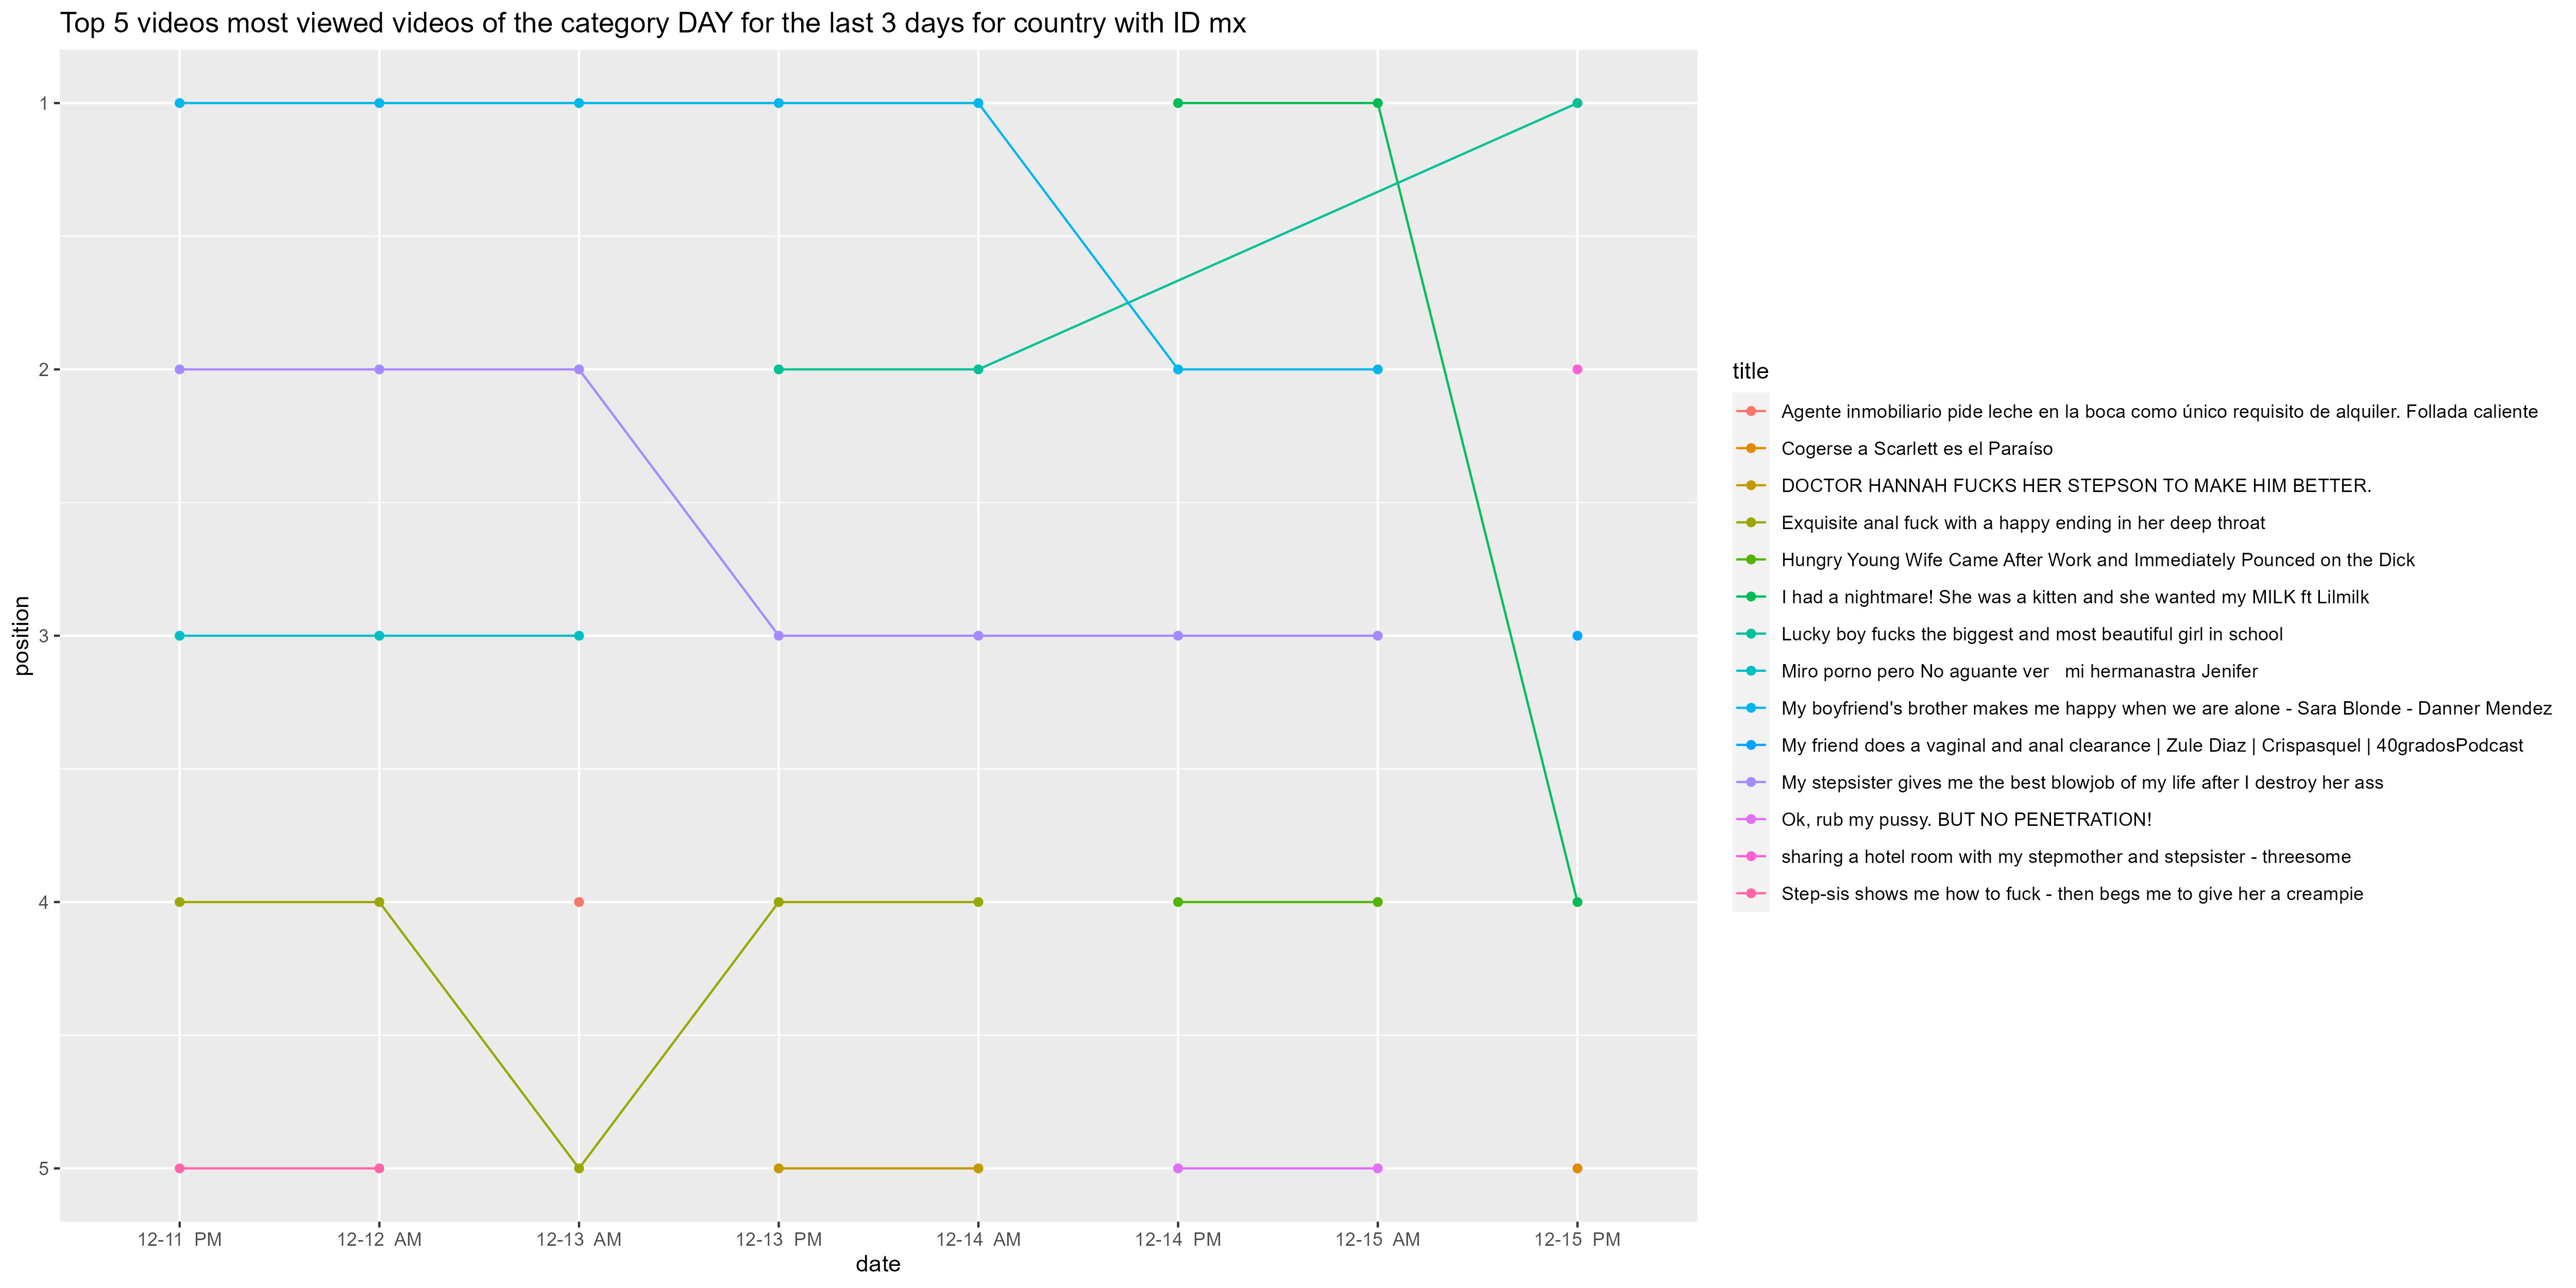 Top 5 videos most viewed videos of the category DAY for the last 3 days for country with ID mx
position
1
2
3
4
5
12-11 PM
12-12 AM
12-13 AM
12-13 PM
12-14 AM
12-14 PM
12-15 AM
12-15 PM
date
title
Agente inmobiliario pide leche en la boca como único requisito de alquiler. Follada caliente
Cogerse a Scarlett es el Paraíso
DOCTOR HANNAH FUCKS HER STEPSON TO MAKE HIM BETTER.
Exquisite anal fuck with a happy ending in her deep throat
Hungry Young Wife Came After Work and Immediately Pounced on the Dick
I had a nightmare! She was a kitten and she wanted my MILK ft Lilmilk
Lucky boy fucks the biggest and most beautiful girl in school
Miro porno pero No aguante ver   mi hermanastra Jenifer
My boyfriend's brother makes me happy when we are alone - Sara Blonde - Danner Mendez
My friend does a vaginal and anal clearance | Zule Diaz | Crispasquel | 40gradosPodcast
My stepsister gives me the best blowjob of my life after I destroy her ass
Ok, rub my pussy. BUT NO PENETRATION!
sharing a hotel room with my stepmother and stepsister - threesome
Step-sis shows me how to fuck - then begs me to give her a creampie